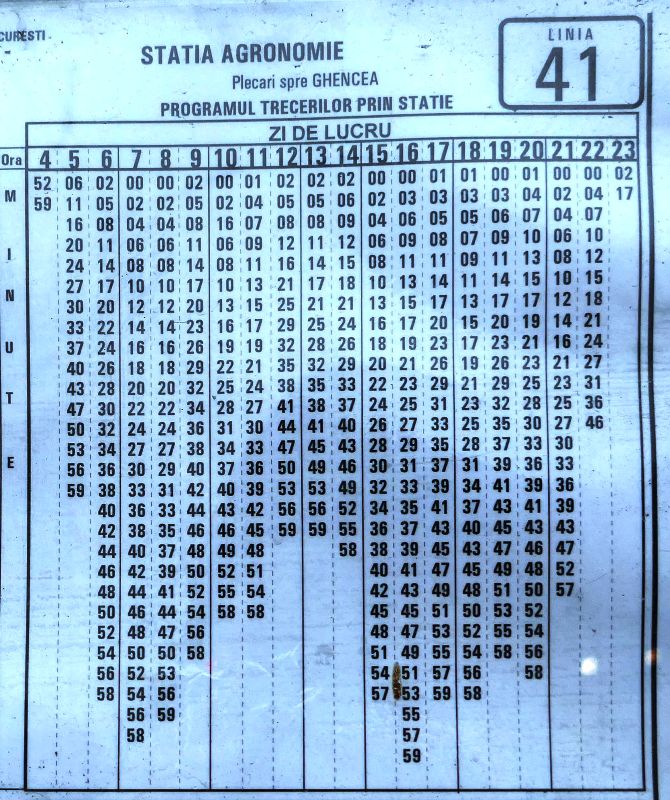 CURESTI
STATIA AGRONOMIE
LINIA
41
Plecari spre GHENCEA
PROGRAMUL TRECERILOR PRIN STATIE
ZI DE LUCRU
Ora 4 5 6 7 8 9 10 11 12 13 14 15 16 17 18 19 20 21 22 23
MINUTE
52 06 02 00 00 02 00 01 02 02 02 00 00 01 01 00 01 00 00 02
59 11 05 02 02 05 02 04 05 05 06 02 03 03 03 03 04 02 04 17
16 08 04 04 08 16 07 08 08 09 04 06 05 05 06 07 04 07
20 11 06 06 11 06 09 12 11 12 06 09 08 07 09 10 06 10
24 14 08 08 14 08 11 16 14 15 08 11 11 09 11 13 08 12
27 17 10 10 17 10 13 21 17 18 10 13 14 11 14 15 10 15
30 20 12 12 20 13 15 25 21 21 13 15 17 13 17 17 12 18
33 22 14 14 23 16 17 29 25 24 16 17 20 15 20 19 14 21
37 24 16 16 26 19 19 32 28 26 18 19 23 17 23 21 16 24
40 26 18 18 29 22 21 35 32 29 20 21 26 19 26 23 21 27
43 28 20 20 32 25 24 38 35 33 22 23 29 21 29 25 23 31
47 30 22 22 34 28 27 41 38 37 24 25 31 23 32 28 25 36
50 32 24 24 36 31 30 44 41 40 26 27 33 25 35 30 27 46
53 34 27 27 38 34 33 47 45 43 28 29 35 28 37 33 30
56 36 30 29 40 37 36 50 49 46 30 31 37 31 39 36 33
59 38 33 31 42 40 39 53 53 49 32 33 39 34 41 39 36
40 36 33 44 43 42 56 56 52 34 35 41 37 43 41 39
42 38 35 46 46 45 59 59 55 36 37 43 40 45 43 43
44 40 37 48 49 48 58 38 39 45 43 47 46 47
46 42 39 50 52 51 40 41 47 45 49 48 52
48 44 41 52 55 54 42 43 49 48 51 50 57
50 46 44 54 58 58 45 45 51 50 53 52
52 48 47 56 48 47 53 52 55 54
54 50 50 58 51 49 55 54 58 56
56 52 53 54 51 57 56 58
58 54 56 57 53 59 58
56 59 55
58 57
59